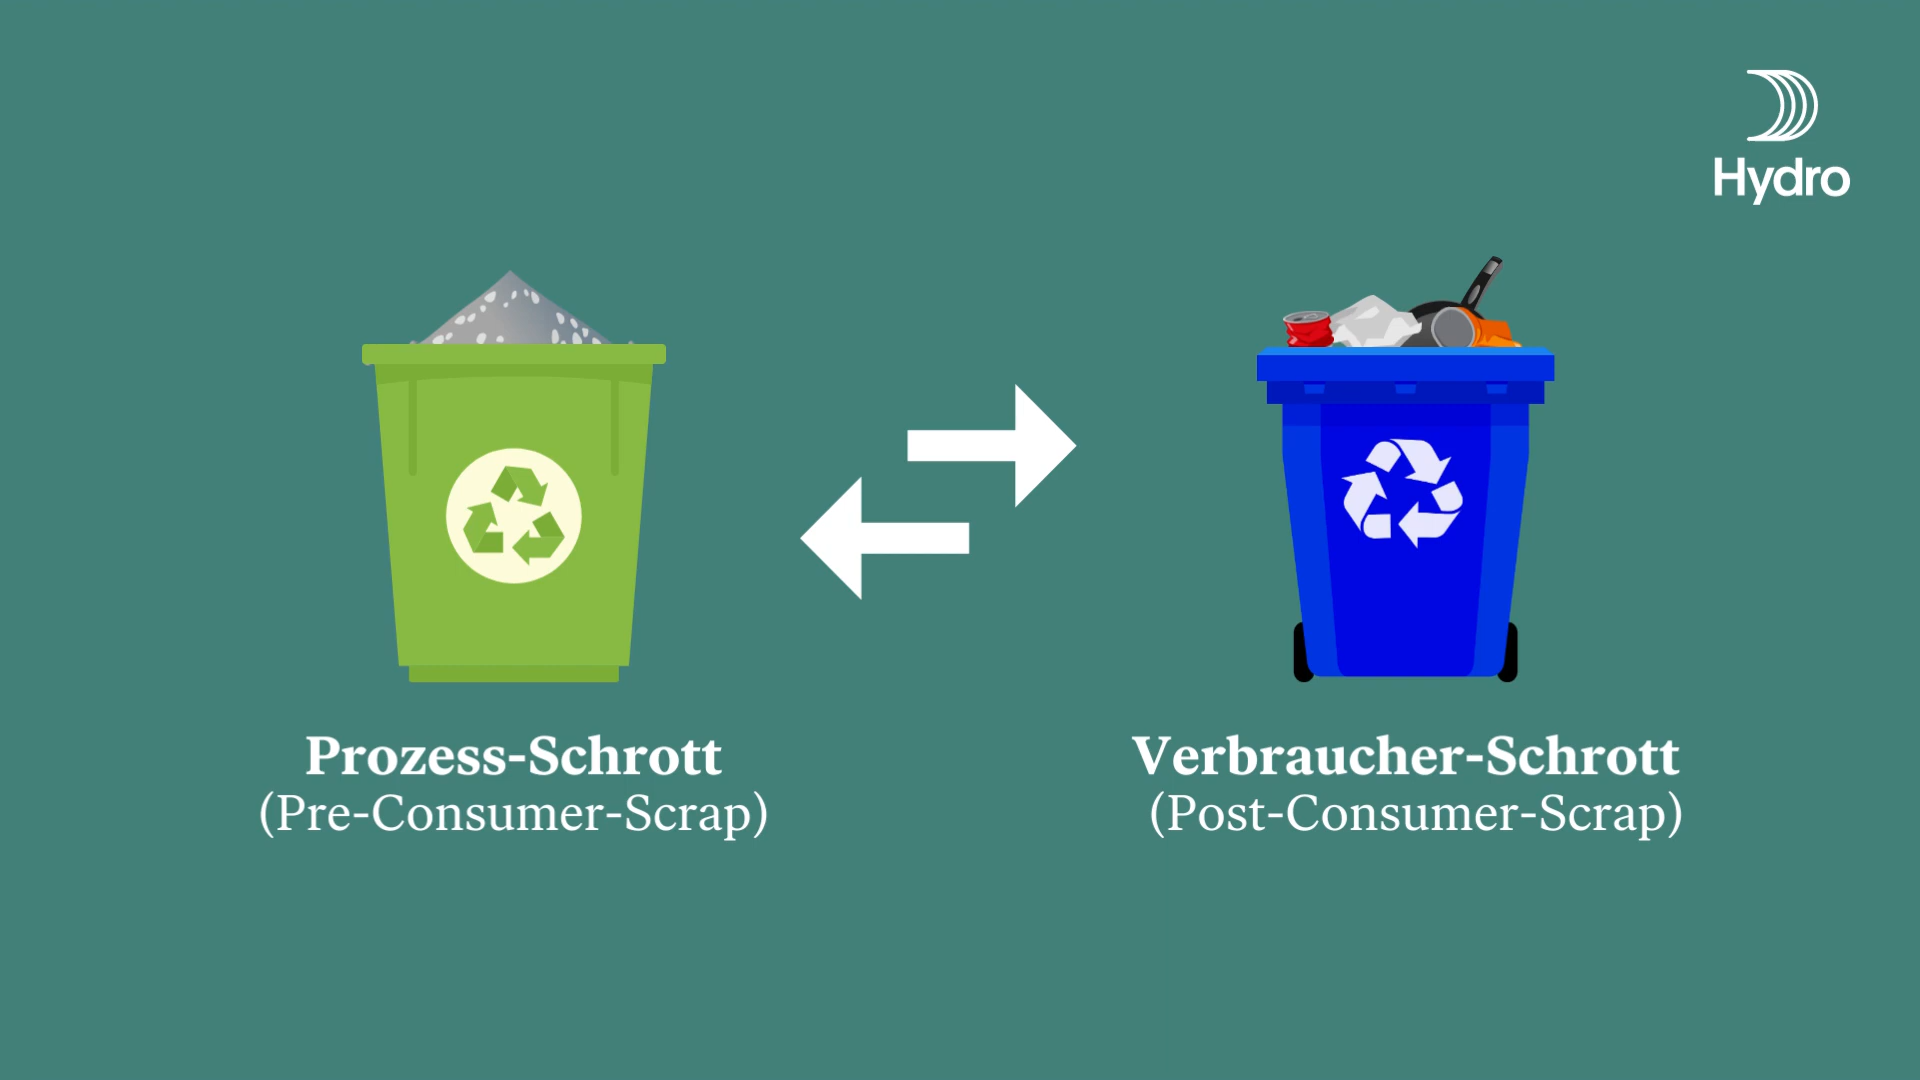 Hydro
Prozess-Schrott
(Pre-Consumer-Scrap)
Verbraucher-Schrott
(Post-Consumer-Scrap)